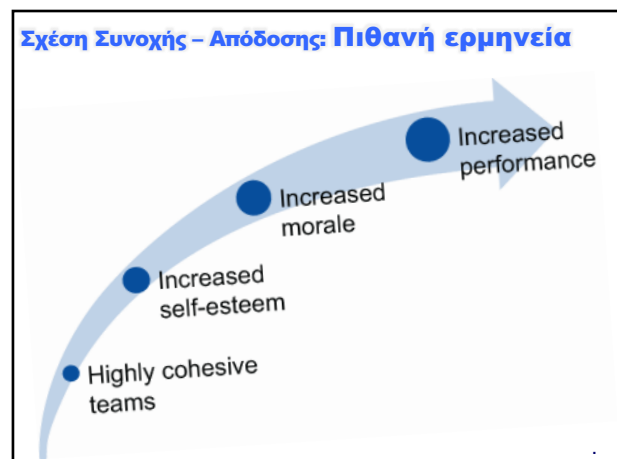 Σχέση Συνοχής – Απόδοσης: Πιθανή ερμηνεία
Increased
performance
Increased
morale
Increased
self-esteem
Highly cohesive
teams